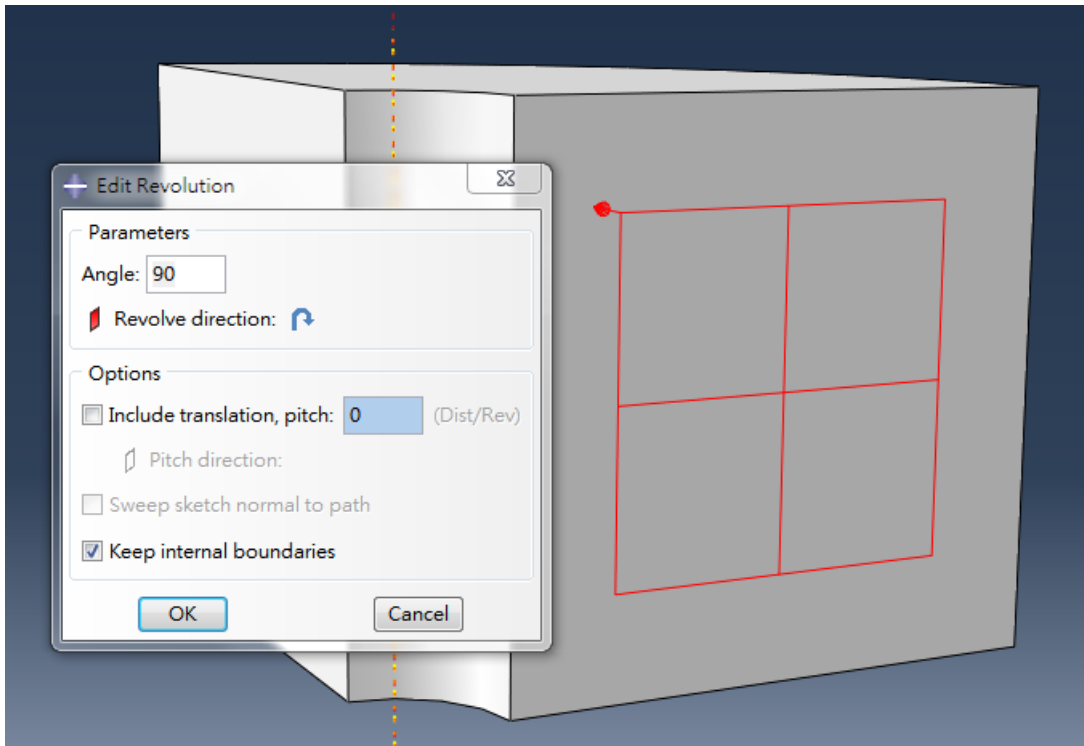 Edit Revolution
Parameters
Angle: 90
Revolve direction:
Options
Include translation, pitch: 0 (Dist/Rev)
Pitch direction:
Sweep sketch normal to path
Keep internal boundaries
OK Cancel